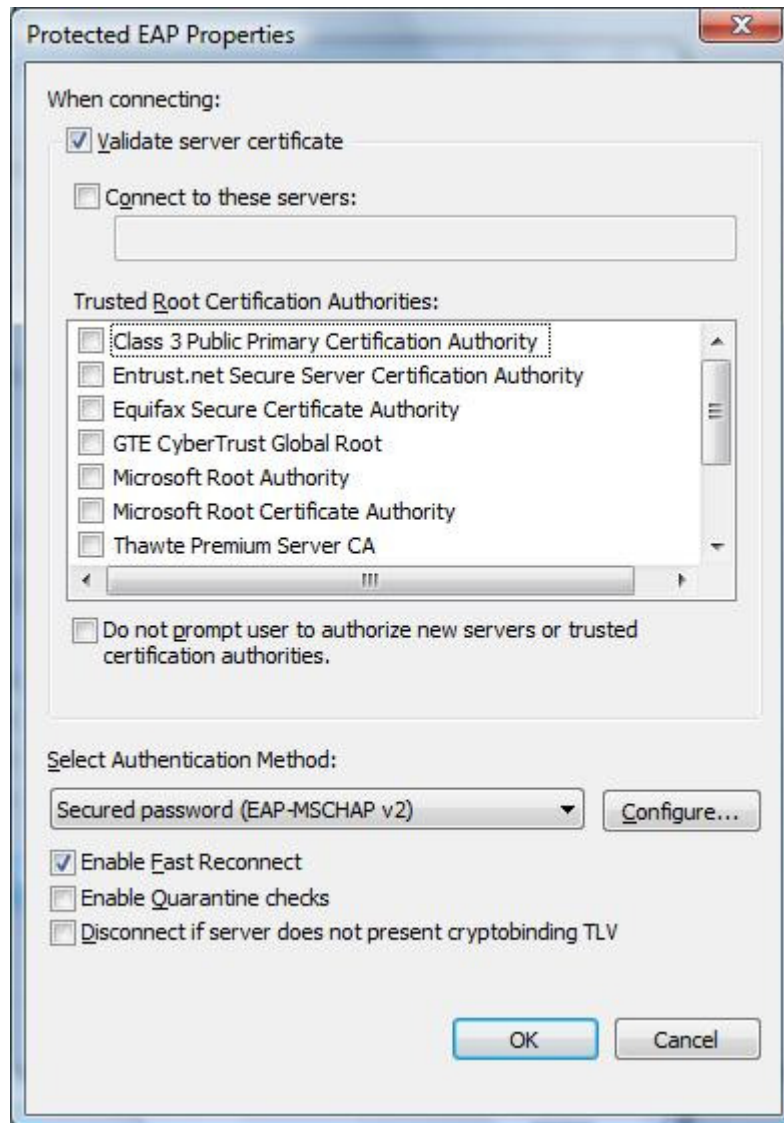 Protected EAP Properties
When connecting:
Validate server certificate
Connect to these servers:
Trusted Root Certification Authorities:
Class 3 Public Primary Certification Authority
Entrust.net Secure Server Certification Authority
Equifax Secure Certificate Authority
GTE CyberTrust Global Root
Microsoft Root Authority
Microsoft Root Certificate Authority
Thawte Premium Server CA
Do not prompt user to authorize new servers or trusted
certification authorities.
Select Authentication Method:
Secured password (EAP-MSCHAP v2)
Configure...
Enable Fast Reconnect
Enable Quarantine checks
Disconnect if server does not present cryptobinding TLV
OK
Cancel